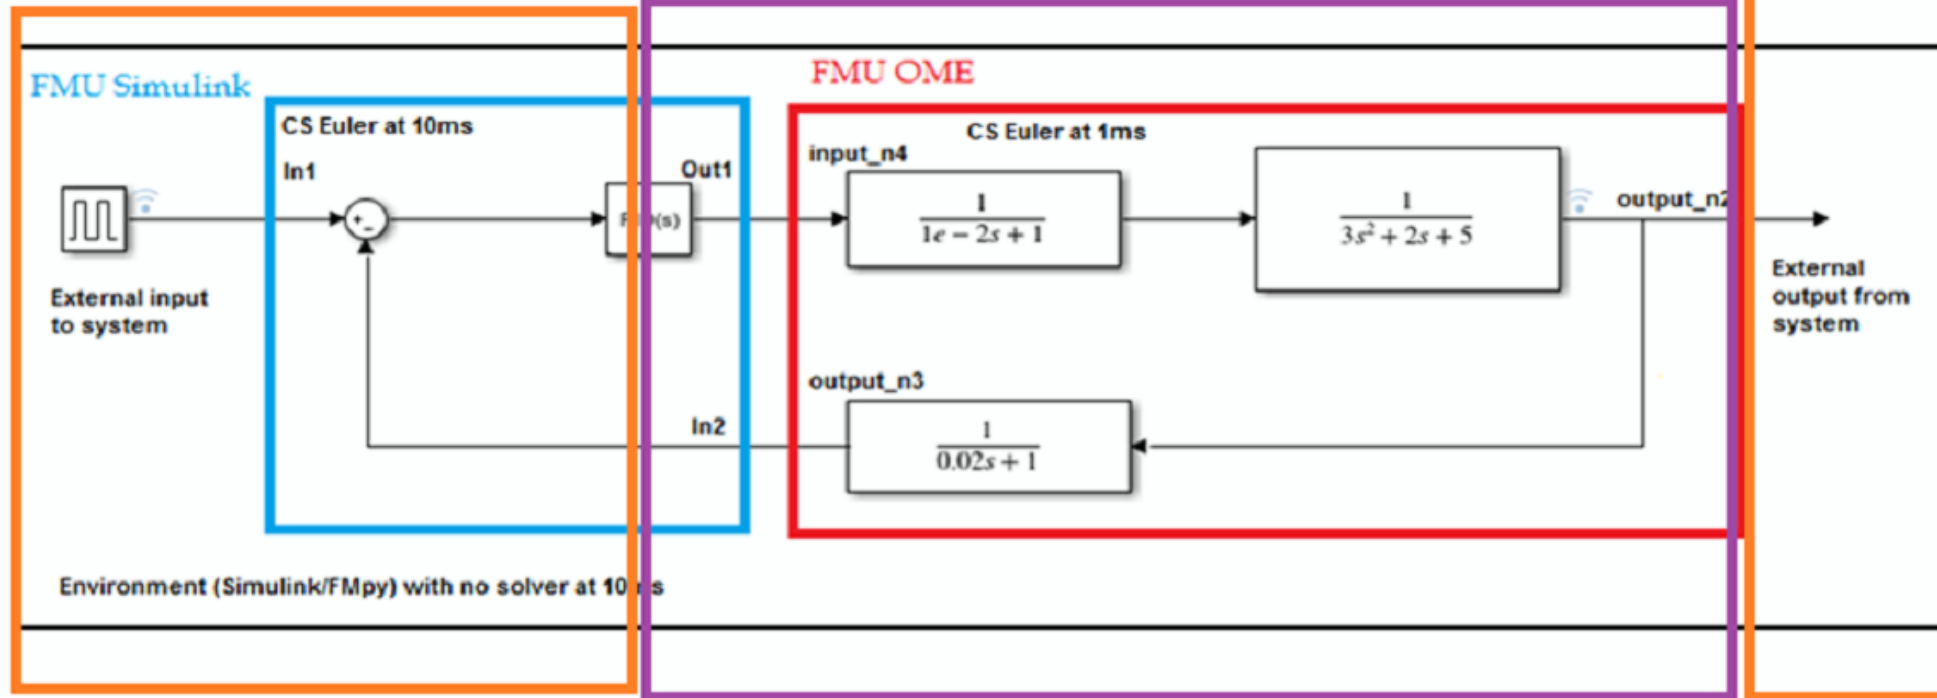 FMU Simulink
FMU OME
CS Euler at 10ms
CS Euler at 1ms
In1
Out1
input_n4
output_n2
+
-
1
1e − 2s + 1
1
3s² + 2s + 5
External input
to system
External
output from
system
output_n3
In2
1
0.02s + 1
Environment (Simulink/FMpy) with no solver at